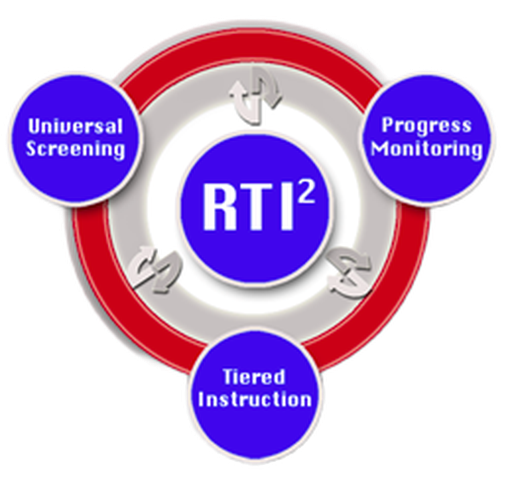 Universal
Screening
Progress
Monitoring
RTI²
Tiered
Instruction